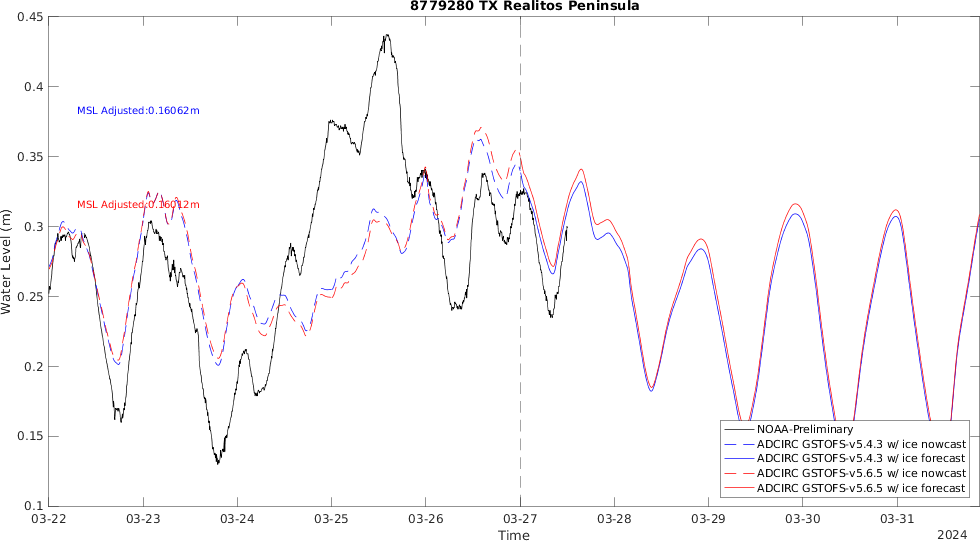 8779280 TX Realitos Peninsula
0.45
0.4
0.35
0.3
0.25
0.2
0.15
0.1
Water Level (m)
MSL Adjusted:0.16062m
MSL Adjusted:0.16012m
NOAA-Preliminary
ADCIRC GSTOFS-v5.4.3 w/ ice nowcast
ADCIRC GSTOFS-v5.4.3 w/ ice forecast
ADCIRC GSTOFS-v5.6.5 w/ ice nowcast
ADCIRC GSTOFS-v5.6.5 w/ ice forecast
03-22 03-23 03-24 03-25 03-26 03-27 03-28 03-29 03-30 03-31
Time
2024